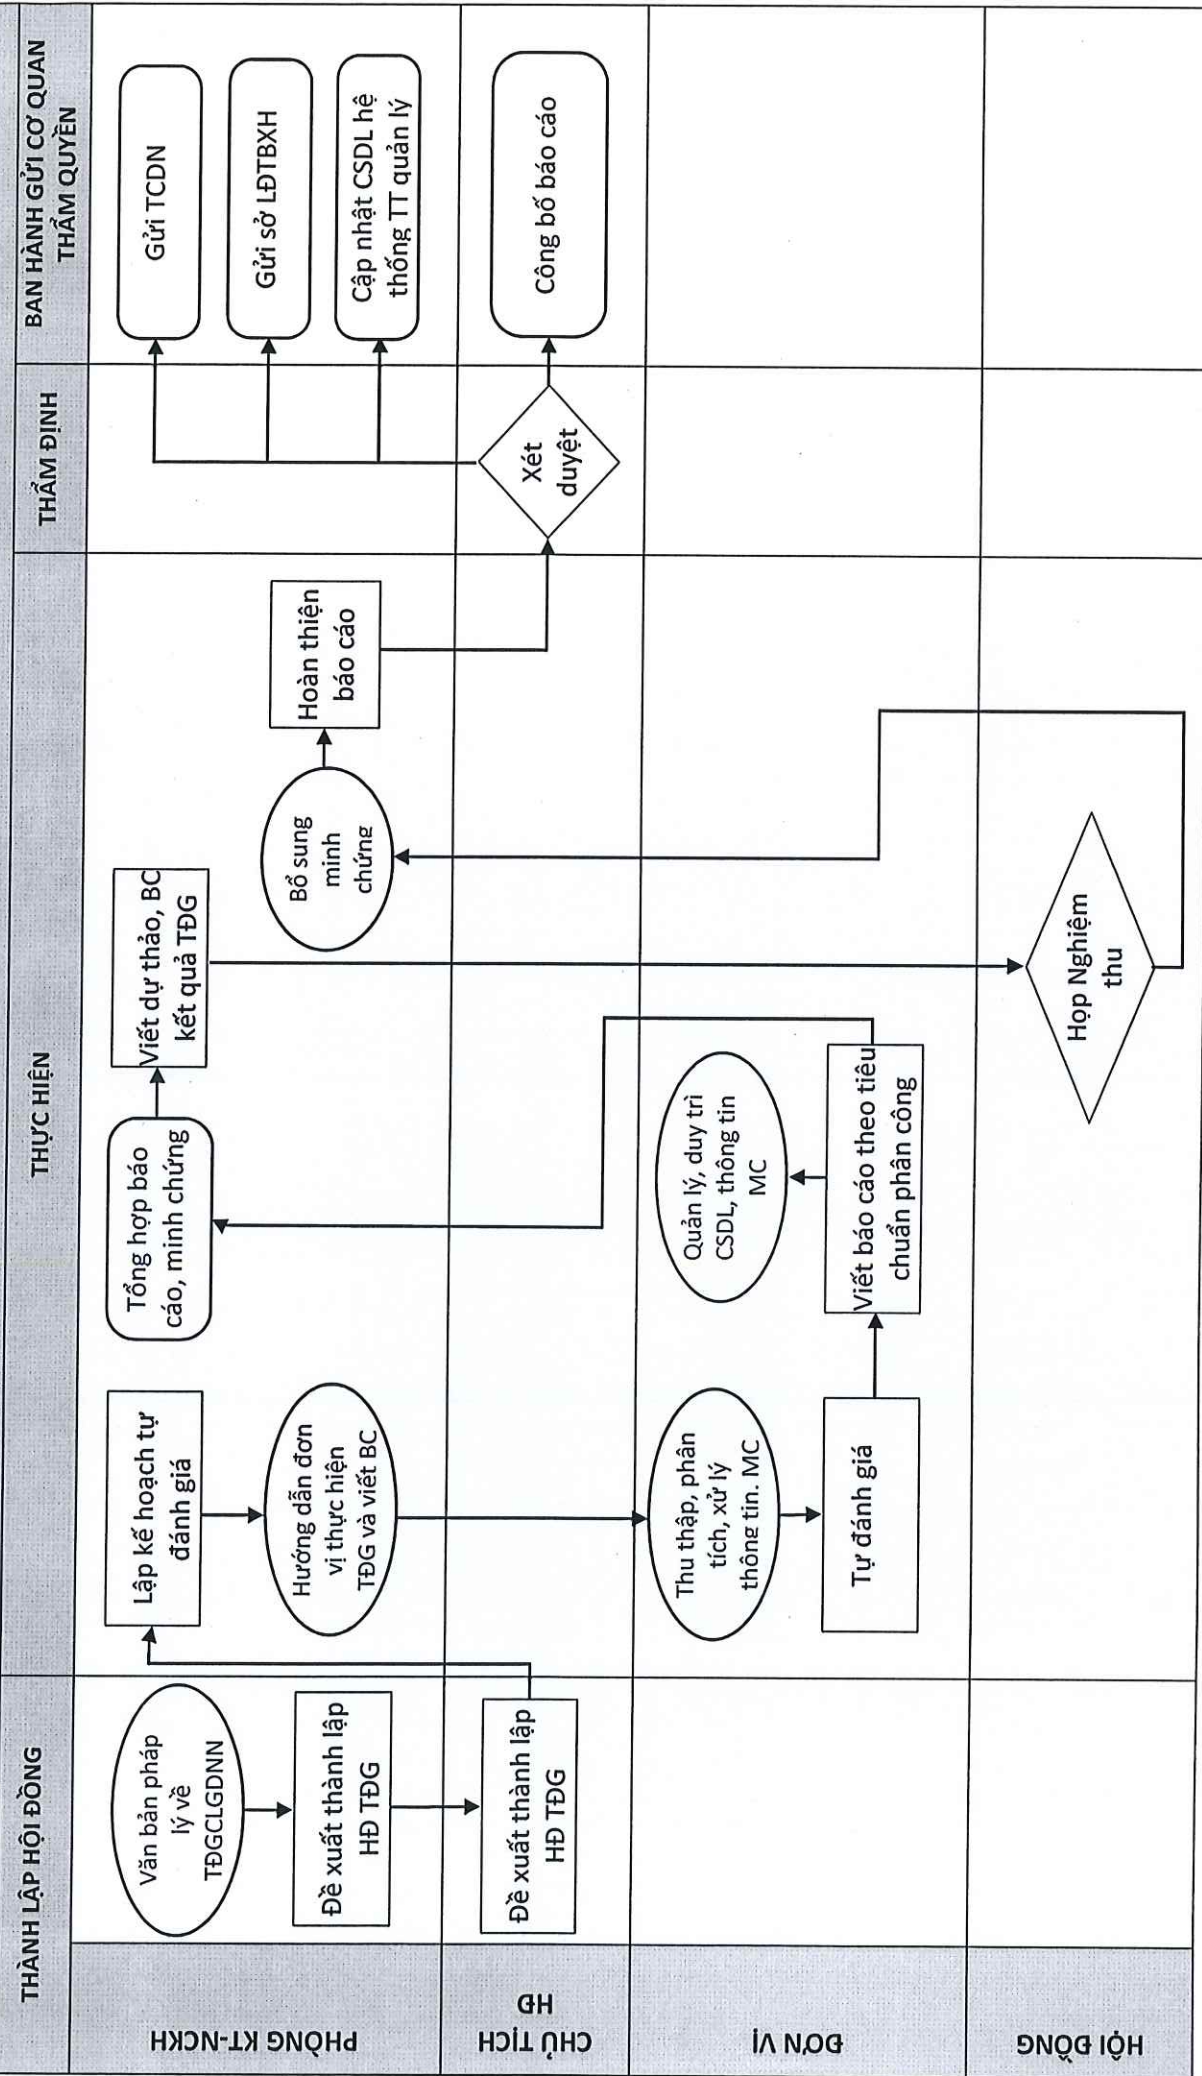 THÀNH LẬP HỘI ĐỒNG
THỰC HIỆN
THẨM ĐỊNH
BAN HÀNH GỬI CƠ QUAN
THẨM QUYỀN
PHÒNG KT-NCKH
Văn bản pháp
lý về
TĐGCLGDNN
Đề xuất thành lập
HĐ TĐG
Lập kế hoạch tự
đánh giá
Hướng dẫn đơn
vị thực hiện
TĐG và viết BC
Tổng hợp báo
cáo, minh chứng
Viết dự thảo, BC
kết quả TĐG
Bổ sung
minh
chứng
Hoàn thiện
báo cáo
Gửi TCDN
Gửi sở LĐTBXH
Cập nhật CSDL hệ
thống TT quản lý
CHỦ TỊCH
HĐ
Đề xuất thành lập
HĐ TĐG
Xét
duyệt
Công bố báo cáo
ĐƠN VỊ
Thu thập, phân
tích, xử lý
thông tin. MC
Tự đánh giá
Quản lý, duy trì
CSDL, thông tin
MC
Viết báo cáo theo tiêu
chuẩn phân công
HỘI ĐỒNG
Họp Nghiệm
thu